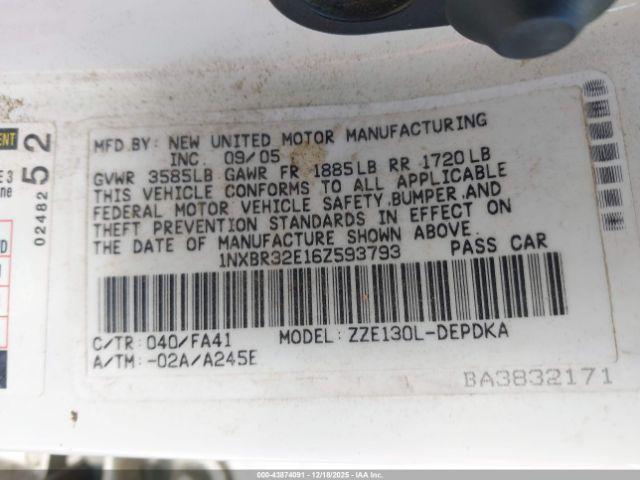 MFD.BY: NEW UNITED MOTOR MANUFACTURING
INC. 09/05
GVWR 3585LB GAWR FR 1885LB RR 1720LB
THIS VEHICLE CONFORMS TO ALL APPLICABLE
FEDERAL MOTOR VEHICLE SAFETY,BUMPER,AND
THEFT PREVENTION STANDARDS IN EFFECT ON
THE DATE OF MANUFACTURE SHOWN ABOVE.
1NXBR32E16Z593793 PASS CAR
C/TR:040/FA41 MODEL:ZZE130L-DEPDKA
A/TM:-02A/A245E
BA3832171
02482 52
000-43874091 - 12/18/2025 - IAA Inc.